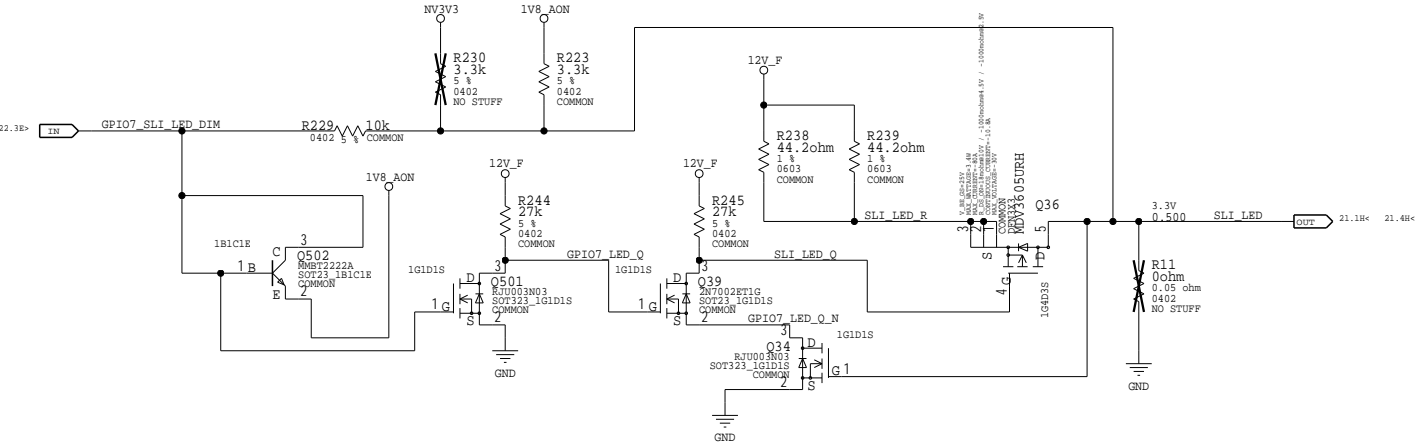 NV3V3
1V8_AON
R230
3.3k
5 %
0402
NO STUFF
R223
3.3k
5 %
0402
COMMON
22.3E>
IN
GPIO7_SLI_LED_DIM
R229
10k
0402
5 %
COMMON
12V_F
R238
44.2ohm
1 %
0603
COMMON
R239
44.2ohm
1 %
0603
COMMON
1V8_AON
12V_F
R244
27k
5 %
0402
COMMON
12V_F
R245
27k
5 %
0402
COMMON
SLI_LED_R
COMMON
DFN3X3
MDV3605URH
Q36
3
2
1
5
S
D
G
4
1G4D3S
3.3V
0.500
SLI_LED
OUT
21.1H<
21.4H<
R11
0ohm
0.05 ohm
0402
NO STUFF
GND
1B1C1E
C
3
Q502
MMBT2222A
SOT23_1B1C1E
COMMON
1
B
E
2
GPIO7_LED_Q
1G1D1S
3
D
Q501
RJU003N03
SOT323_1G1D1S
COMMON
1
G
S
2
GND
SLI_LED_Q
1G1D1S
3
D
Q39
2N7002ET1G
SOT23_1G1D1S
COMMON
1
G
S
2
GPIO7_LED_Q_N
3
1G1D1S
Q34
D
RJU003N03
SOT323_1G1D1S
COMMON
G
1
2
S
GND